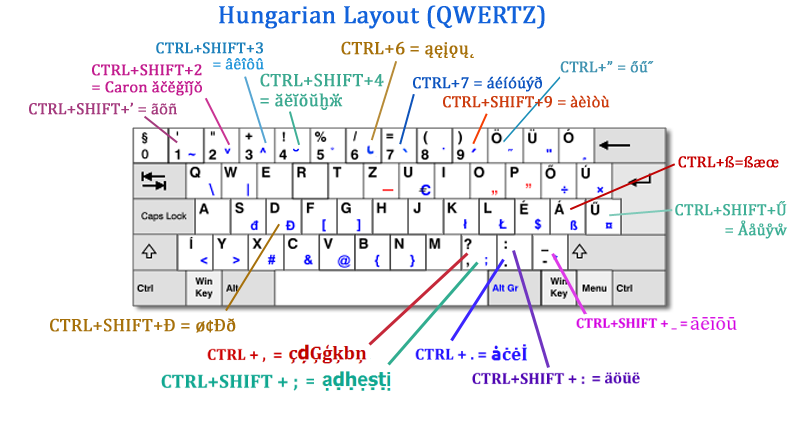 Hungarian Layout (QWERTZ)
CTRL+SHIFT+3
= âêîôû
CTRL+6 = ąęįǫų˛
CTRL+SHIFT+2
= Caron ǎčěğǐǰǒ
CTRL+SHIFT+4
= ăĕĭŏŭḫӂ
CTRL+7 = áéíóúýð
CTRL+” = őű˝
CTRL+SHIFT+’ = ãõñ
CTRL+SHIFT+9 = àèìòù
§ ' " + ! % / = ( ) Ö Ü Ó
0 1 ~ 2 ˇ 3 ^ 4 ˘ 5 ° 6 ˛ 7 ` 8 ˙ 9 ´ ˝ " ¸
CTRL+ß=ßæœ
Q W E R T Z U I O P Ő Ú
\ | — € „ ” ÷ ×
Caps Lock A S D F G H J K L É Á Ű
đ Đ [ ] ł Ł $ ß ¤
CTRL+SHIFT+Ű
= Ååůẙẘ
Í Y X C V B N M ? : _
< > # & @ { } , ; . -
Ctrl Win Key Alt Alt Gr Win Key Menu Ctrl
CTRL+SHIFT+Đ = ø¢Đð
CTRL+SHIFT + _ = āēīōū
CTRL + , = çḑĢģķbņ
CTRL + . = ȧċėİ
CTRL+SHIFT + ; = ạḍḥẹṣṭị
CTRL+SHIFT + : = äöüë